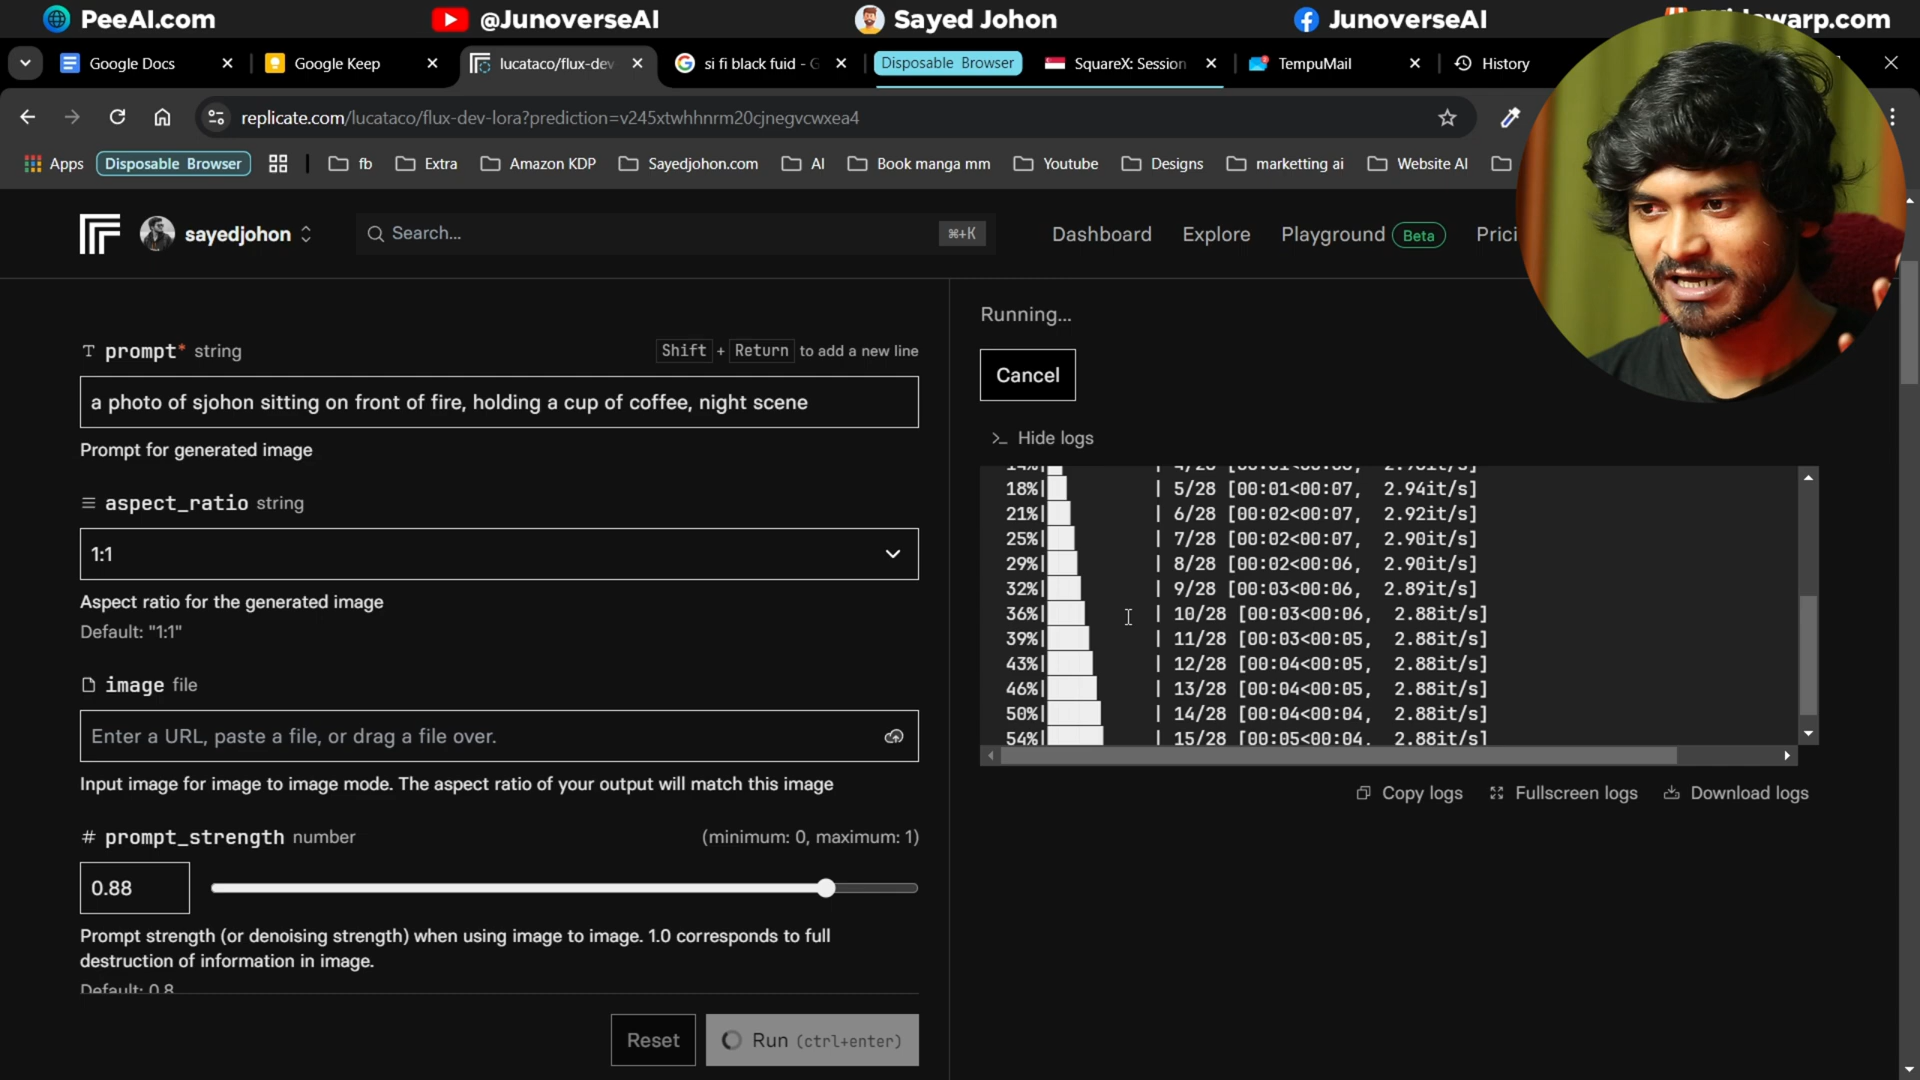 PeeAI.com
@JunoverseAI
Sayed Johon
JunoverseAI
warp.com
Google Docs
Google Keep
lucataco/flux-dev
si fi black fuid - G
Disposable Browser
SquareX: Session
TempuMail
History
replicate.com/lucataco/flux-dev-lora?prediction=v245xtwhhnrm20cjnegvcwxea4
Apps
Disposable Browser
fb
Extra
Amazon KDP
Sayedjohon.com
AI
Book manga mm
Youtube
Designs
marketting ai
Website AI
sayedjohon
Search...
⌘+K
Dashboard
Explore
Playground
Beta
Prici
prompt* string
Shift + Return to add a new line
a photo of sjohon sitting on front of fire, holding a cup of coffee, night scene
Prompt for generated image
aspect_ratio string
1:1
Aspect ratio for the generated image
Default: "1:1"
image file
Enter a URL, paste a file, or drag a file over.
Input image for image to image mode. The aspect ratio of your output will match this image
prompt_strength number
(minimum: 0, maximum: 1)
0.88
Prompt strength (or denoising strength) when using image to image. 1.0 corresponds to full
destruction of information in image.
Default: 0.8
Reset
Run (ctrl+enter)
Running...
Cancel
>_ Hide logs
18%| | 5/28 [00:01<00:07, 2.94it/s]
21%| | 6/28 [00:02<00:07, 2.92it/s]
25%| | 7/28 [00:02<00:07, 2.90it/s]
29%| | 8/28 [00:02<00:06, 2.90it/s]
32%| | 9/28 [00:03<00:06, 2.89it/s]
36%| | 10/28 [00:03<00:06, 2.88it/s]
39%| | 11/28 [00:03<00:05, 2.88it/s]
43%| | 12/28 [00:04<00:05, 2.88it/s]
46%| | 13/28 [00:04<00:05, 2.88it/s]
50%| | 14/28 [00:04<00:04, 2.88it/s]
54%| | 15/28 [00:05<00:04, 2.88it/s]
Copy logs
Fullscreen logs
Download logs